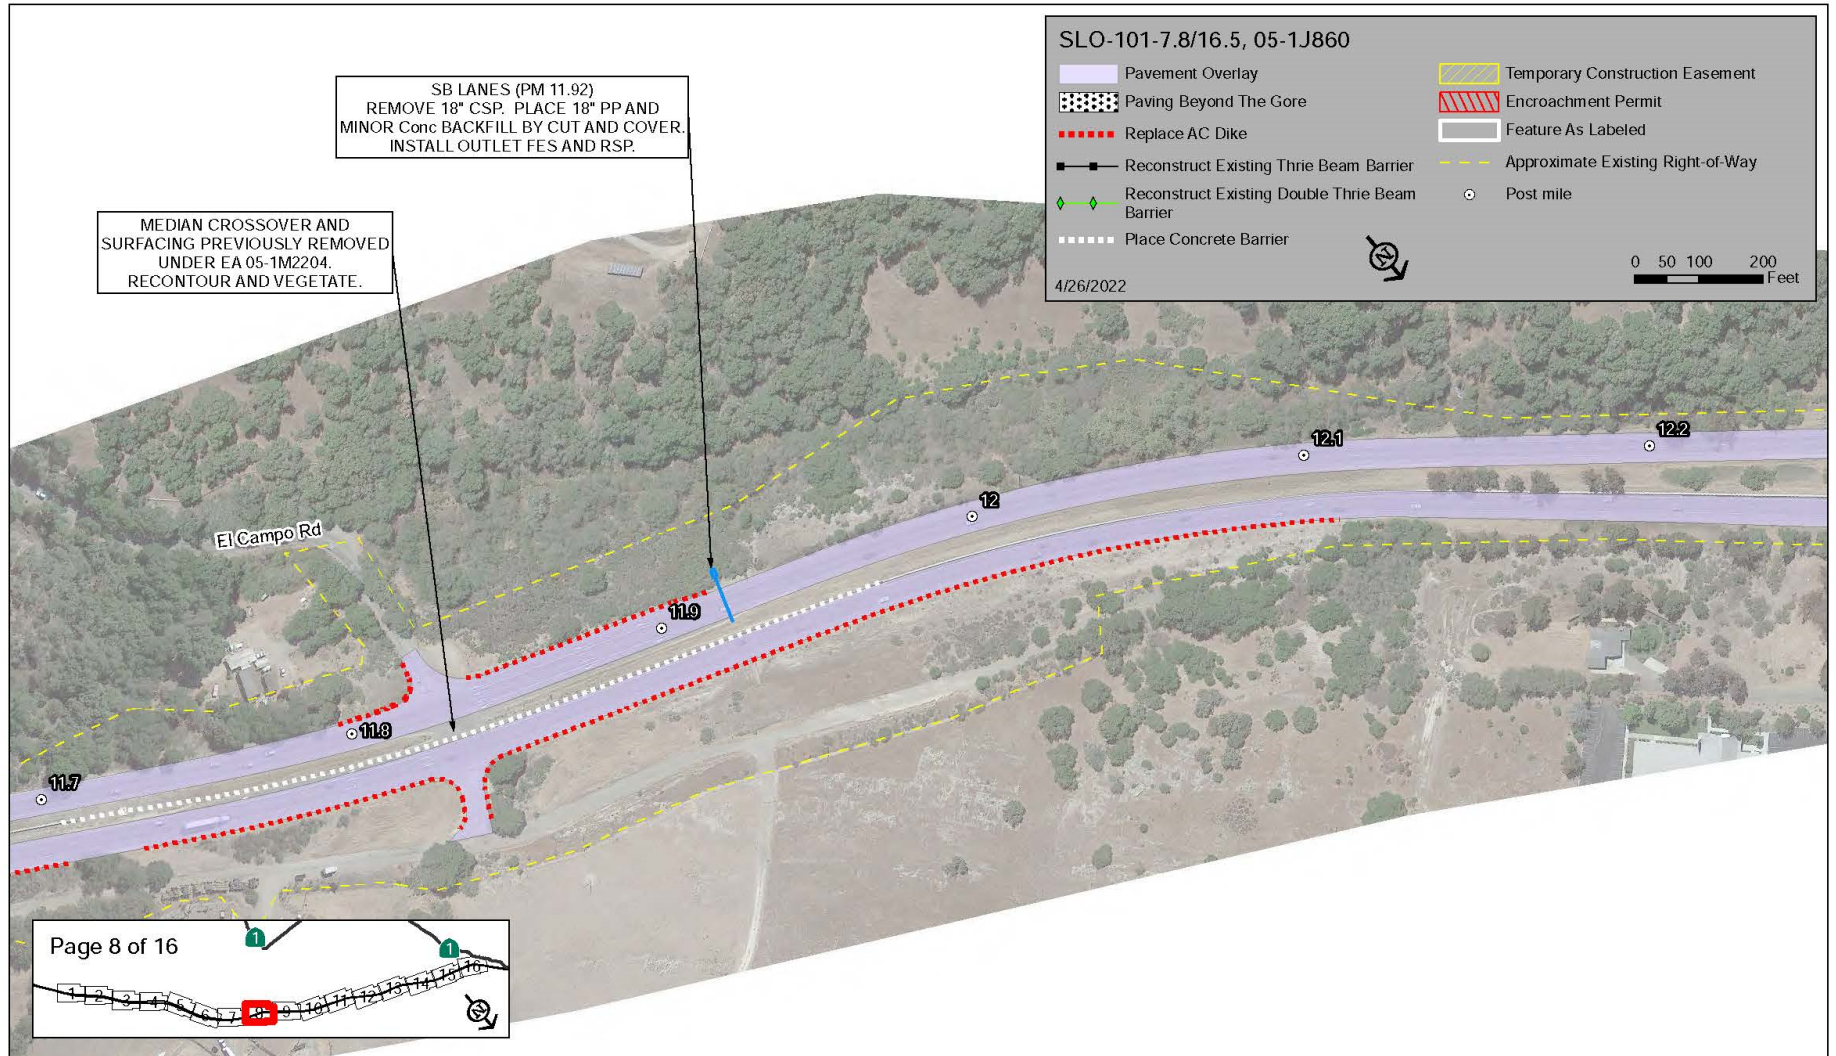 SLO-101-7.8/16.5, 05-1J860
Pavement Overlay
Paving Beyond The Gore
Replace AC Dike
Reconstruct Existing Thrie Beam Barrier
Reconstruct Existing Double Thrie Beam
Barrier
Place Concrete Barrier
Temporary Construction Easement
Encroachment Permit
Feature As Labeled
Approximate Existing Right-of-Way
Post mile
N
0 50 100 200
Feet
4/26/2022
SB LANES (PM 11.92)
REMOVE 18" CSP. PLACE 18" PP AND
MINOR Conc BACKFILL BY CUT AND COVER.
INSTALL OUTLET FES AND RSP.
MEDIAN CROSSOVER AND
SURFACING PREVIOUSLY REMOVED
UNDER EA 05-1M2204.
RECONTOUR AND VEGETATE.
El Campo Rd
11.7
11.8
11.9
12
12.1
12.2
Page 8 of 16
1
1
1 2 3 4 5 6 7 8 9 10 11 12 13 14 15 16
N